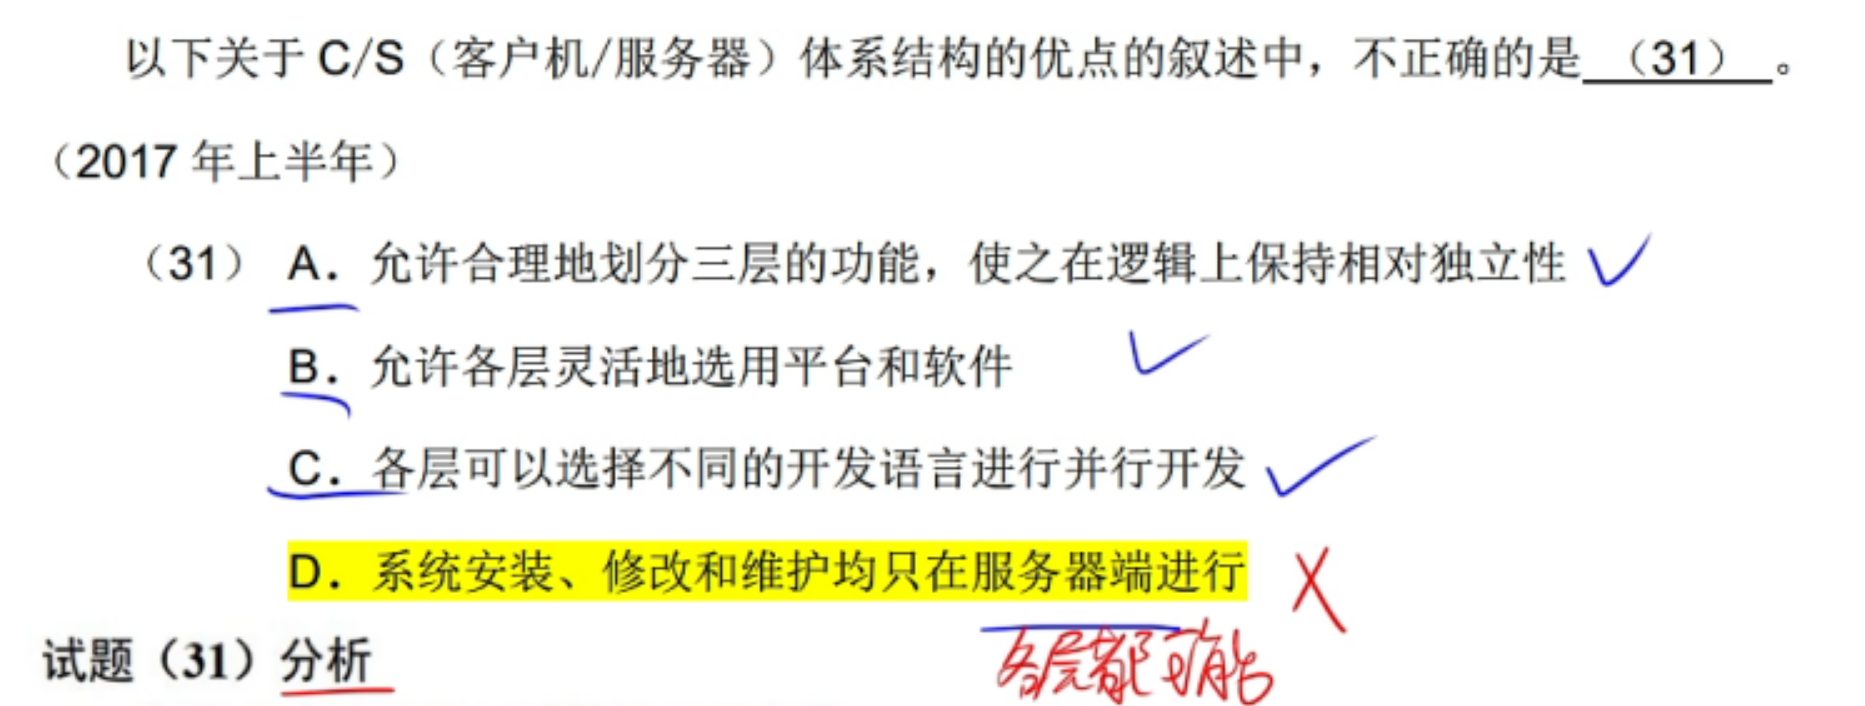 以下关于 C/S（客户机/服务器）体系结构的优点的叙述中，不正确的是（31）。
（2017 年上半年）
（31） A．允许合理地划分三层的功能，使之在逻辑上保持相对独立性
B．允许各层灵活地选用平台和软件
C．各层可以选择不同的开发语言进行并行开发
D．系统安装、修改和维护均只在服务器端进行
各层都可能
试题（31）分析